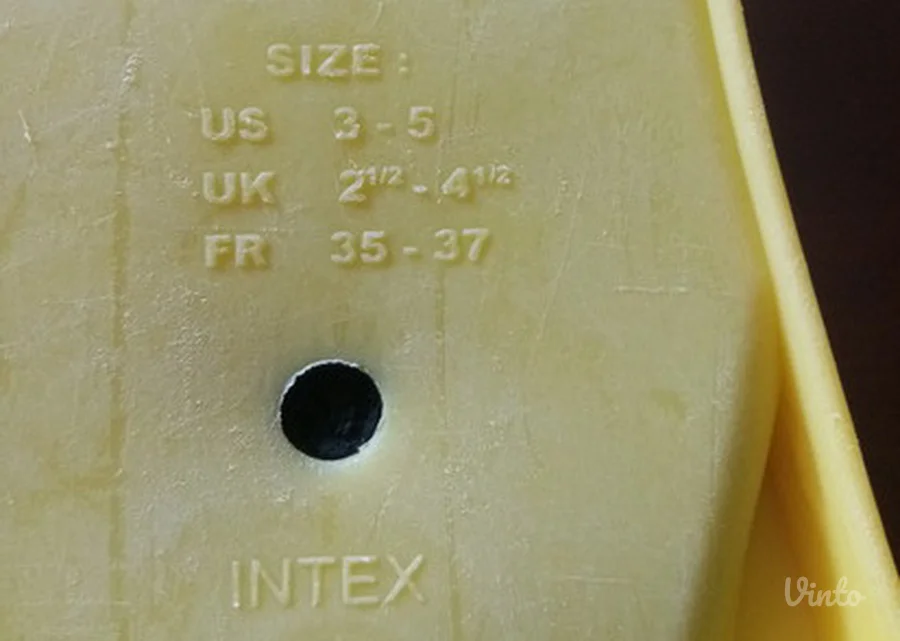 SIZE :
US 3 - 5
UK 2 1/2 - 4 1/2
FR 35 - 37
INTEX
Vinto